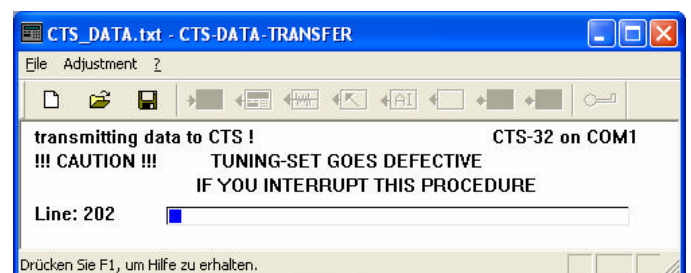 CTS_DATA.txt - CTS-DATA-TRANSFER
File Adjustment ?
AI
transmitting data to CTS ! CTS-32 on COM1
!!! CAUTION !!! TUNING-SET GOES DEFECTIVE
IF YOU INTERRUPT THIS PROCEDURE
Line: 202
Drücken Sie F1, um Hilfe zu erhalten.